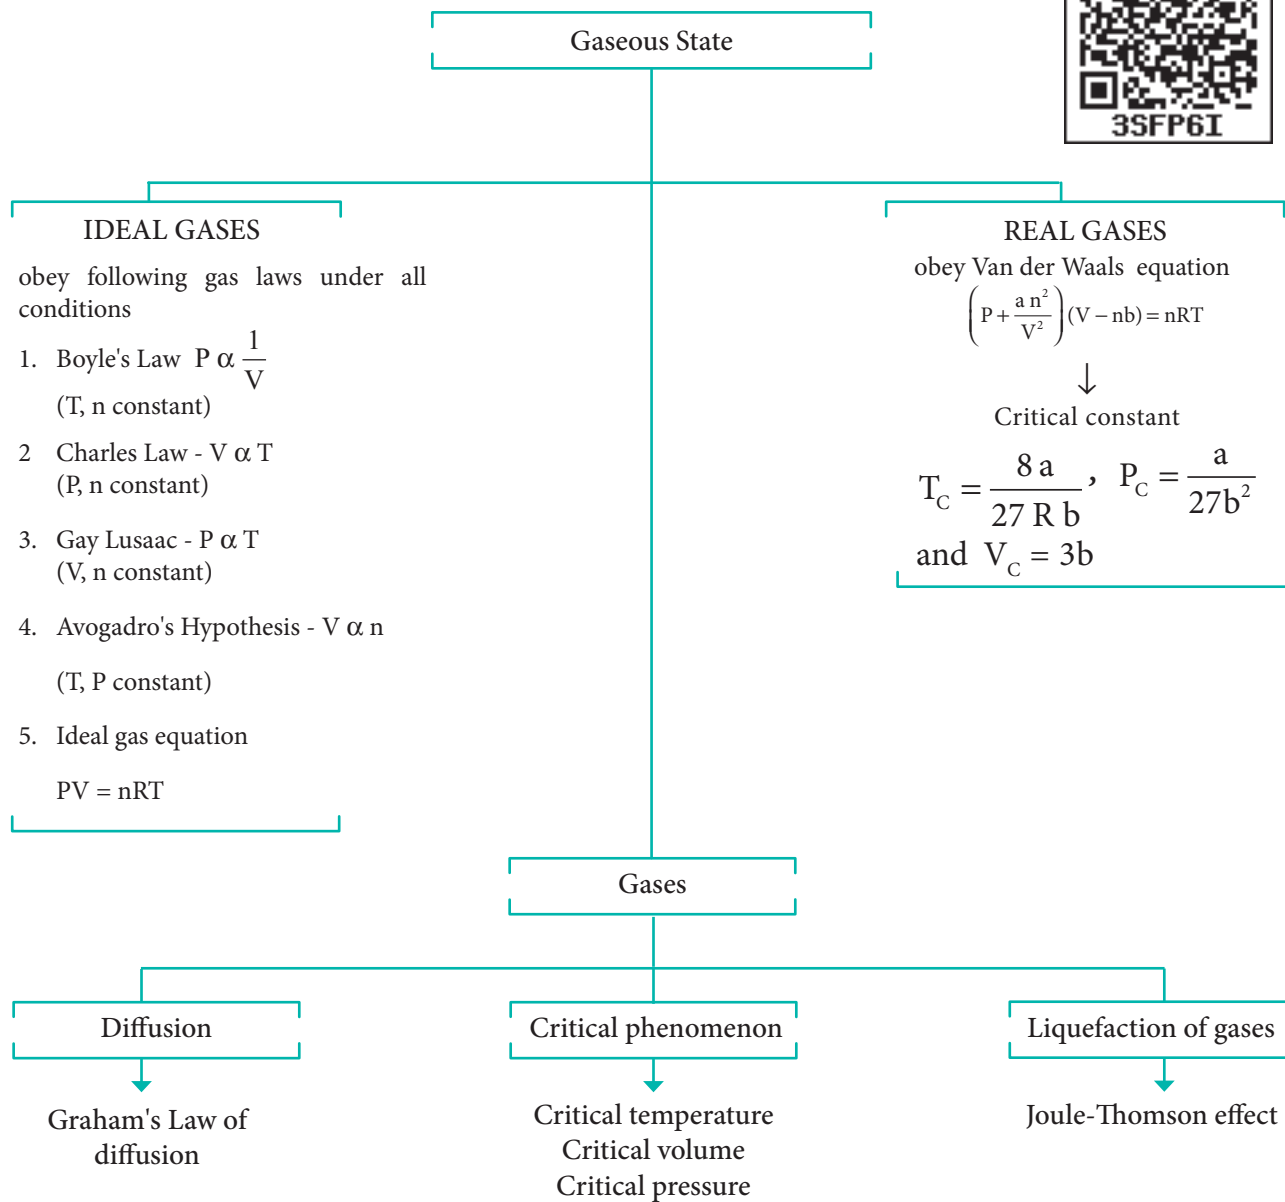 Gaseous State
3SFP6I
IDEAL GASES
obey following gas laws under all
conditions
1. Boyle's Law P α 1/V
(T, n constant)
2 Charles Law - V α T
(P, n constant)
3. Gay Lusaac - P α T
(V, n constant)
4. Avogadro's Hypothesis - V α n
(T, P constant)
5. Ideal gas equation
PV = nRT
REAL GASES
obey Van der Waals equation
(P + a n²/V²) (V − nb) = nRT
↓
Critical constant
T_C = 8 a / 27 R b , P_C = a / 27b²
and V_C = 3b
Gases
Diffusion
Graham's Law of
diffusion
Critical phenomenon
Critical temperature
Critical volume
Critical pressure
Liquefaction of gases
Joule-Thomson effect